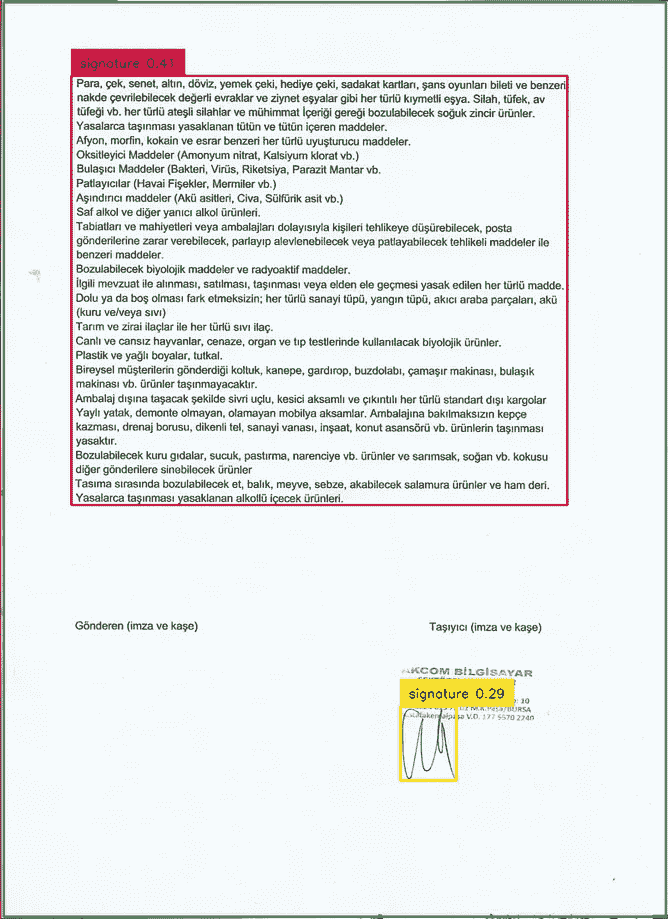 signature 0.41
Para, çek, senet, altın, döviz, yemek çeki, hediye çeki, sadakat kartları, şans oyunları bileti ve benzeri
nakde çevrilebilecek değerli evraklar ve ziynet eşyalar gibi her türlü kıymetli eşya. Silah, tüfek, av
tüfeği vb. her türlü ateşli silahlar ve mühimmat İçeriği gereği bozulabilecek soğuk zincir ürünler.
Yasalarca taşınması yasaklanan tütün ve tütün içeren maddeler.
Afyon, morfin, kokain ve esrar benzeri her türlü uyuşturucu maddeler.
Oksitleyici Maddeler (Amonyum nitrat, Kalsiyum klorat vb.)
Bulaşıcı Maddeler (Bakteri, Virüs, Riketsiya, Parazit Mantar vb.
Patlayıcılar (Havai Fişekler, Mermiler vb.)
Aşındırıcı maddeler (Akü asitleri, Civa, Sülfürik asit vb.)
Saf alkol ve diğer yanıcı alkol ürünleri.
Tabiatları ve mahiyetleri veya ambalajları dolayısıyla kişileri tehlikeye düşürebilecek, posta
gönderilerine zarar verebilecek, parlayıp alevlenebilecek veya patlayabilecek tehlikeli maddeler ile
benzeri maddeler.
Bozulabilecek biyolojik maddeler ve radyoaktif maddeler.
İlgili mevzuat ile alınması, satılması, taşınması veya elden ele geçmesi yasak edilen her türlü madde.
Dolu ya da boş olması fark etmeksizin; her türlü sanayi tüpü, yangın tüpü, akıcı araba parçaları, akü
(kuru ve/veya sıvı)
Tarım ve zirai ilaçlar ile her türlü sıvı ilaç.
Canlı ve cansız hayvanlar, cenaze, organ ve tıp testlerinde kullanılacak biyolojik ürünler.
Plastik ve yağlı boyalar, tutkal.
Bireysel müşterilerin gönderdiği koltuk, kanepe, gardırop, buzdolabı, çamaşır makinası, bulaşık
makinası vb. ürünler taşınmayacaktır.
Ambalaj dışına taşacak şekilde sivri uçlu, kesici aksamlı ve çıkıntılı her türlü standart dışı kargolar
Yaylı yatak, demonte olmayan, olamayan mobilya aksamlar. Ambalajına bakılmaksızın kepçe
kazması, drenaj borusu, dikenli tel, sanayi vanası, inşaat, konut asansörü vb. ürünlerin taşınması
yasaktır.
Bozulabilecek kuru gıdalar, sucuk, pastırma, narenciye vb. ürünler ve sarımsak, soğan vb. kokusu
diğer gönderilere sinebilecek ürünler
Tasıma sırasında bozulabilecek et, balık, meyve, sebze, akabilecek salamura ürünler ve ham deri.
Yasalarca taşınması yasaklanan alkollü içecek ürünleri.
Gönderen (imza ve kaşe)
Taşıyıcı (imza ve kaşe)
AKCOM BİLGİSAYAR
signature 0.29
M.K.Paşa/BURSA
V.D. 177 5570 2240